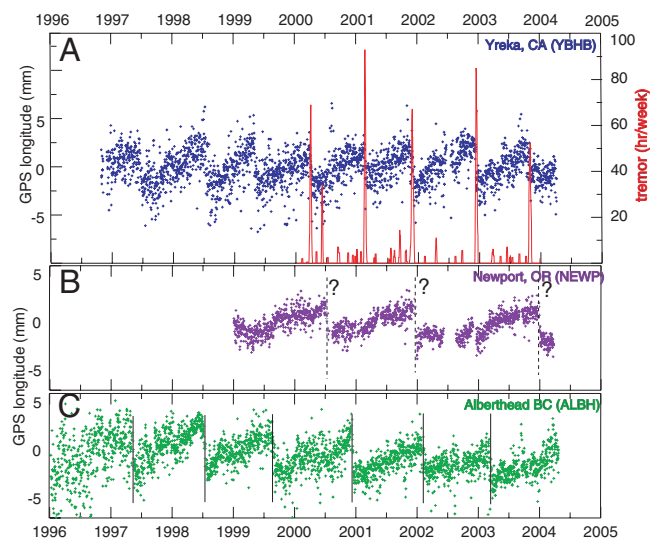 1996 1997 1998 1999 2000 2001 2002 2003 2004 2005
A
Yreka, CA (YBHB)
GPS longitude (mm)
5
0
-5
100
80
60
40
20
tremor (hr/week)
B
Newport, OR (NEWP)
? ? ?
GPS longitude (mm)
5
0
-5
C
Alberthead BC (ALBH)
5
0
-5
1996 1997 1998 1999 2000 2001 2002 2003 2004 2005